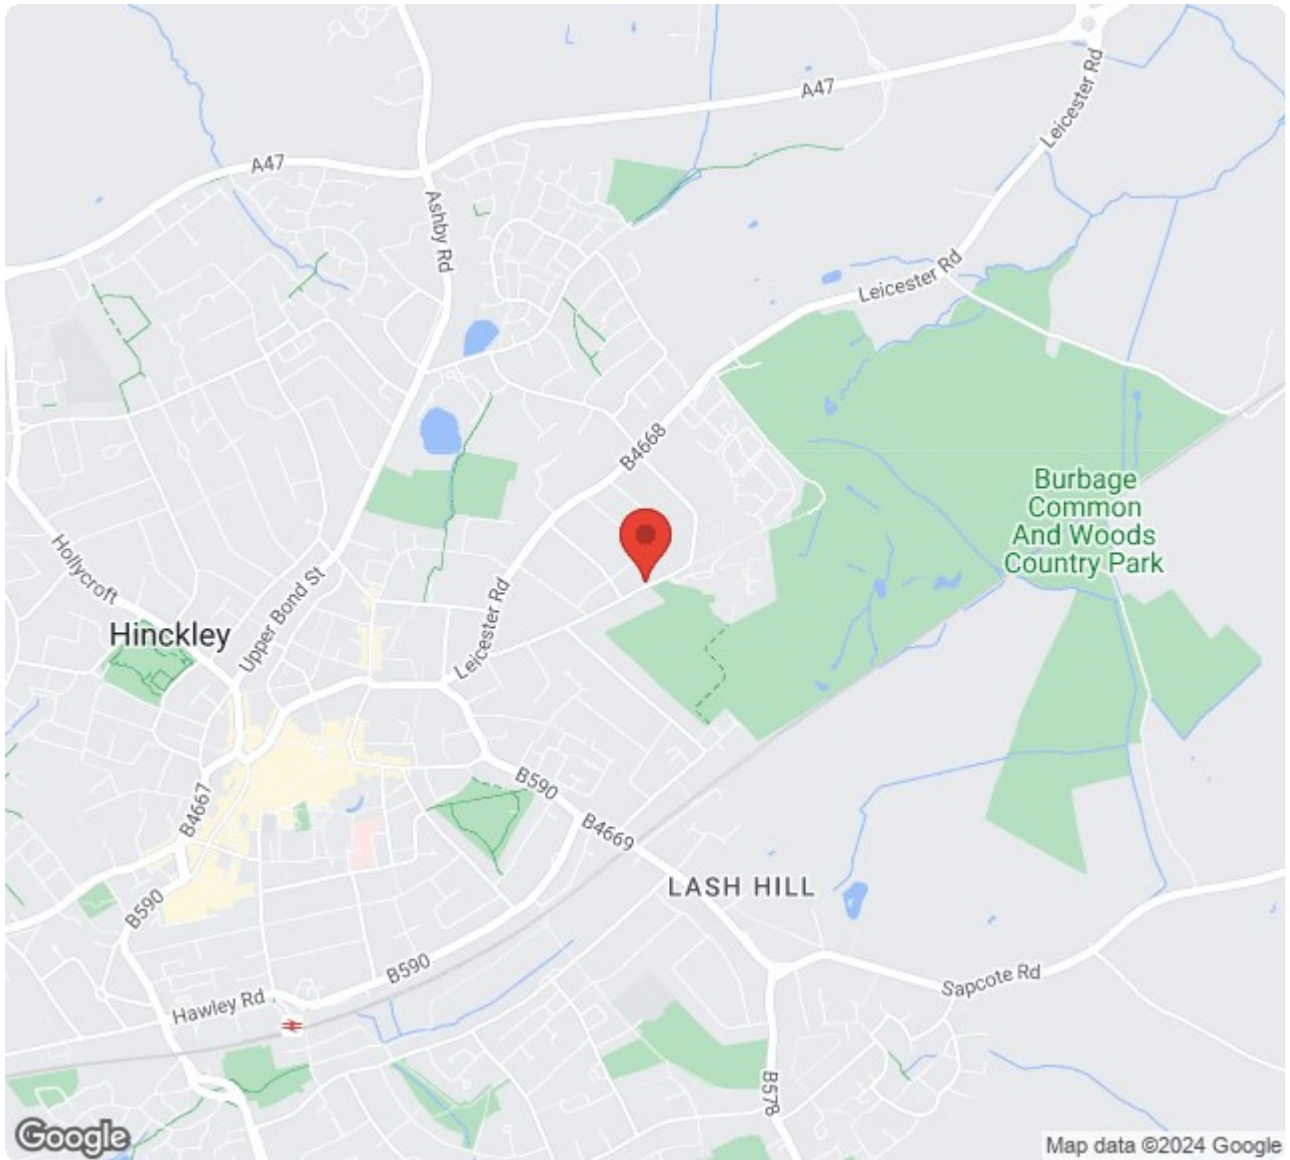 A47
Leicester Rd
A47
Ashby Rd
Leicester Rd
B4668
Burbage
Common
And Woods
Country Park
Hollycroft
Upper Bond St
Leicester Rd
Hinckley
B590
B4667
B4669
LASH HILL
B590
B590
Sapcote Rd
Hawley Rd
B578
Google
Map data ©2024 Google